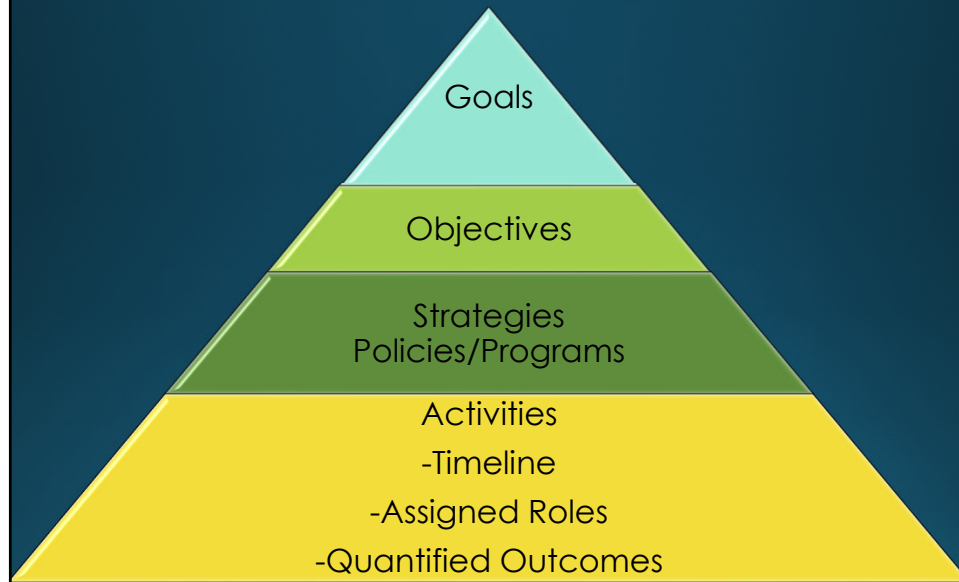 Goals
Objectives
Strategies
Policies/Programs
Activities
-Timeline
-Assigned Roles
-Quantified Outcomes